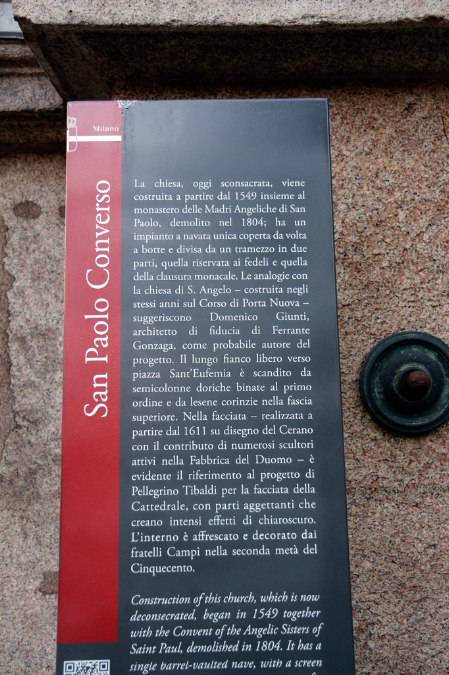 Milano
San Paolo Converso
La chiesa, oggi sconsacrata, viene
costruita a partire dal 1549 insieme al
monastero delle Madri Angeliche di San
Paolo, demolito nel 1804; ha un
impianto a navata unica coperta da volta
a botte e divisa da un tramezzo in due
parti, quella riservata ai fedeli e quella
della clausura monacale. Le analogie con
la chiesa di S. Angelo – costruita negli
stessi anni sul Corso di Porta Nuova –
suggeriscono Domenico Giunti,
architetto di fiducia di Ferrante
Gonzaga, come probabile autore del
progetto. Il lungo fianco libero verso
piazza Sant'Eufemia è scandito da
semicolonne doriche binate al primo
ordine e da lesene corinzie nella fascia
superiore. Nella facciata – realizzata a
partire dal 1611 su disegno del Cerano
con il contributo di numerosi scultori
attivi nella Fabbrica del Duomo – è
evidente il riferimento al progetto di
Pellegrino Tibaldi per la facciata della
Cattedrale, con parti aggettanti che
creano intensi effetti di chiaroscuro.
L'interno è affrescato e decorato dai
fratelli Campi nella seconda metà del
Cinquecento.
Construction of this church, which is now
deconsecrated, began in 1549 together
with the Convent of the Angelic Sisters of
Saint Paul, demolished in 1804. It has a
single barrel-vaulted nave, with a screen